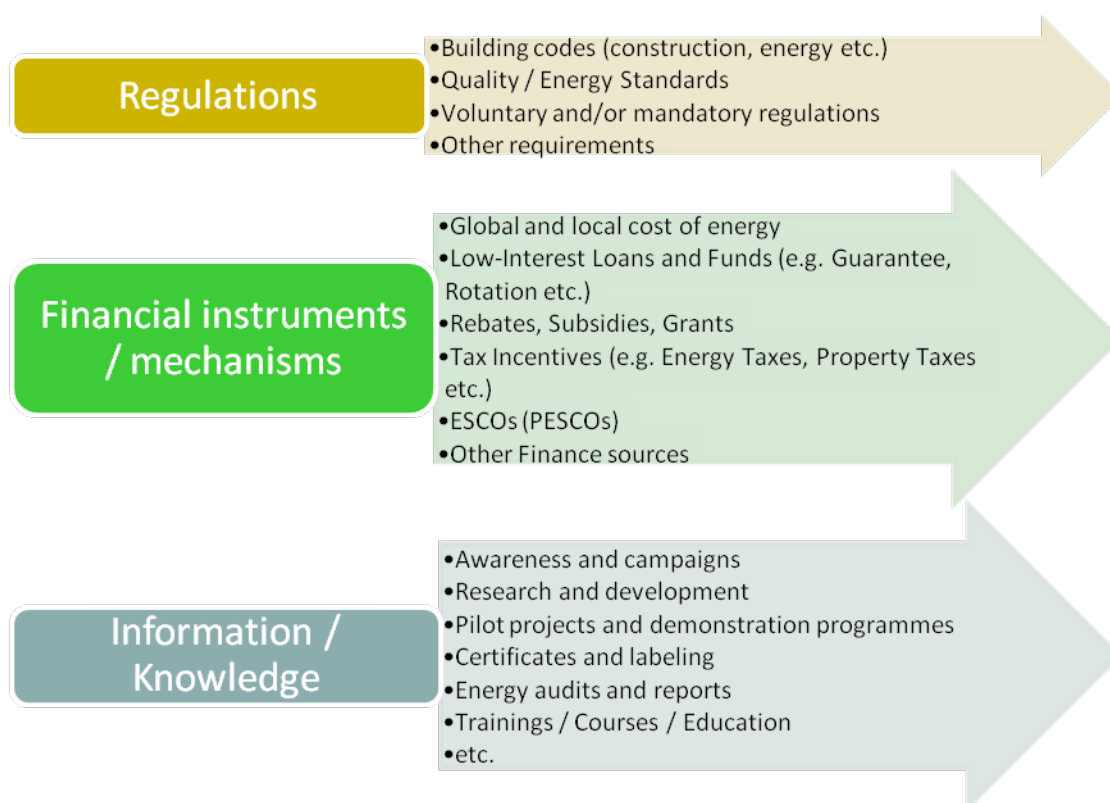 Regulations
•Building codes (construction, energy etc.)
•Quality / Energy Standards
•Voluntary and/or mandatory regulations
•Other requirements
Financial instruments
/ mechanisms
•Global and local cost of energy
•Low-Interest Loans and Funds (e.g. Guarantee,
Rotation etc.)
•Rebates, Subsidies, Grants
•Tax Incentives (e.g. Energy Taxes, Property Taxes
etc.)
•ESCOs (PESCOs)
•Other Finance sources
Information /
Knowledge
•Awareness and campaigns
•Research and development
•Pilot projects and demonstration programmes
•Certificates and labeling
•Energy audits and reports
•Trainings / Courses / Education
•etc.